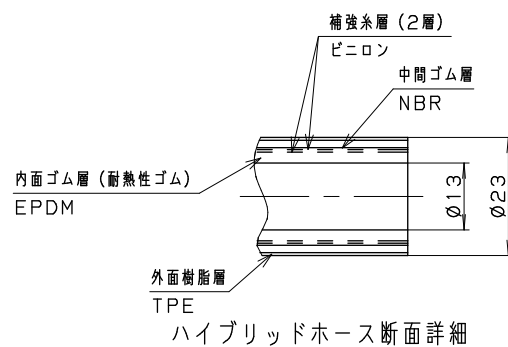 補強糸層（2層）
ビニロン
中間ゴム層
NBR
内面ゴム層（耐熱性ゴム）
EPDM
Ø13
Ø23
外面樹脂層
TPE
ハイブリッドホース断面詳細